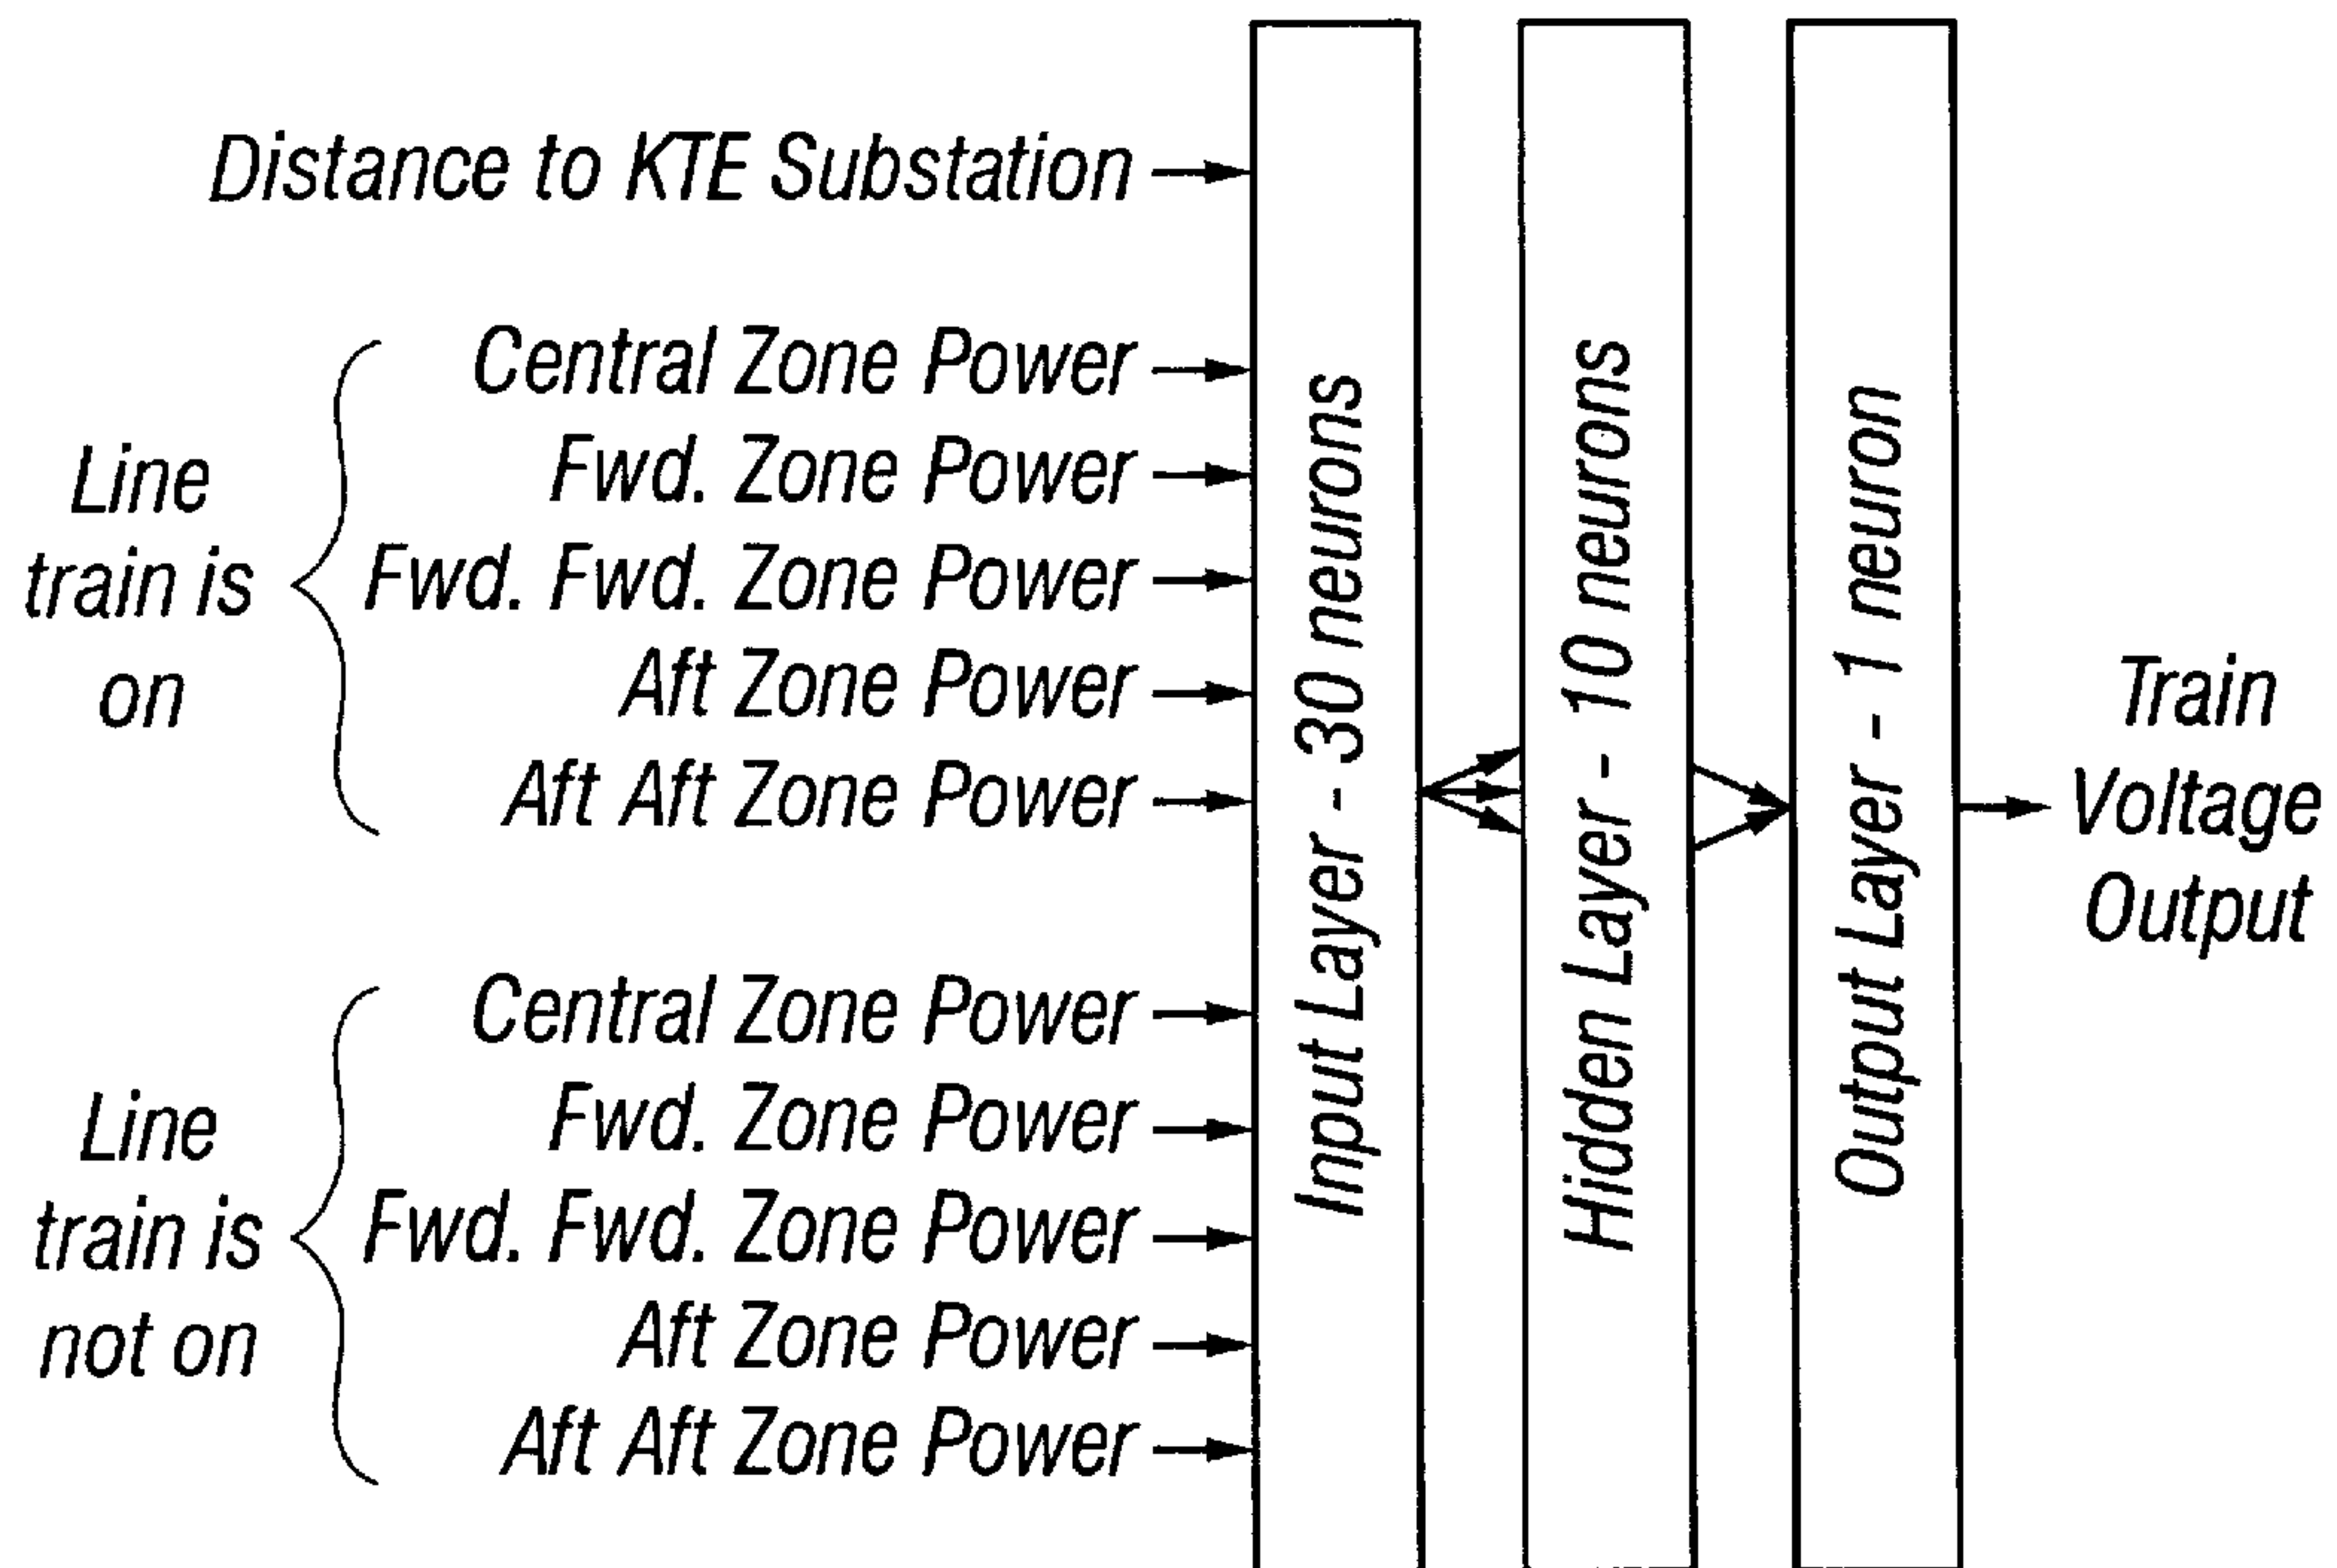 Distance to KTE Substation
Line
train is
on
Central Zone Power
Fwd. Zone Power
Fwd. Fwd. Zone Power
Aft Zone Power
Aft Aft Zone Power
Line
train is
not on
Central Zone Power
Fwd. Zone Power
Fwd. Fwd. Zone Power
Aft Zone Power
Aft Aft Zone Power
Input Layer - 30 neurons
Hidden Layer - 10 neurons
Output Layer - 1 neuron
Train
Voltage
Output